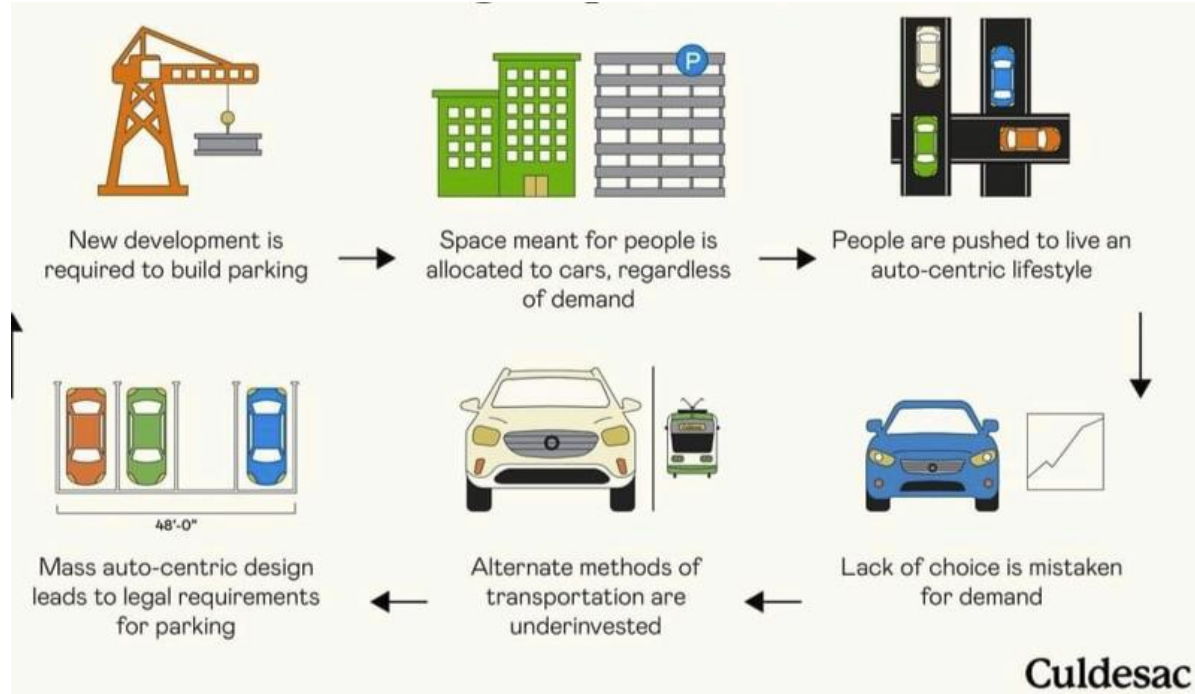 P
New development is
required to build parking
Space meant for people is
allocated to cars, regardless
of demand
People are pushed to live an
auto-centric lifestyle
Lack of choice is mistaken
for demand
Alternate methods of
transportation are
underinvested
48'-0"
Mass auto-centric design
leads to legal requirements
for parking
Culdesac